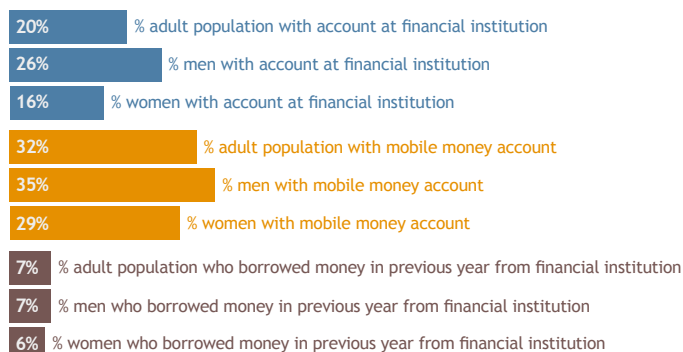 20% % adult population with account at financial institution
26% % men with account at financial institution
16% % women with account at financial institution
32% % adult population with mobile money account
35% % men with mobile money account
29% % women with mobile money account
7% % adult population who borrowed money in previous year from financial institution
7% % men who borrowed money in previous year from financial institution
6% % women who borrowed money in previous year from financial institution